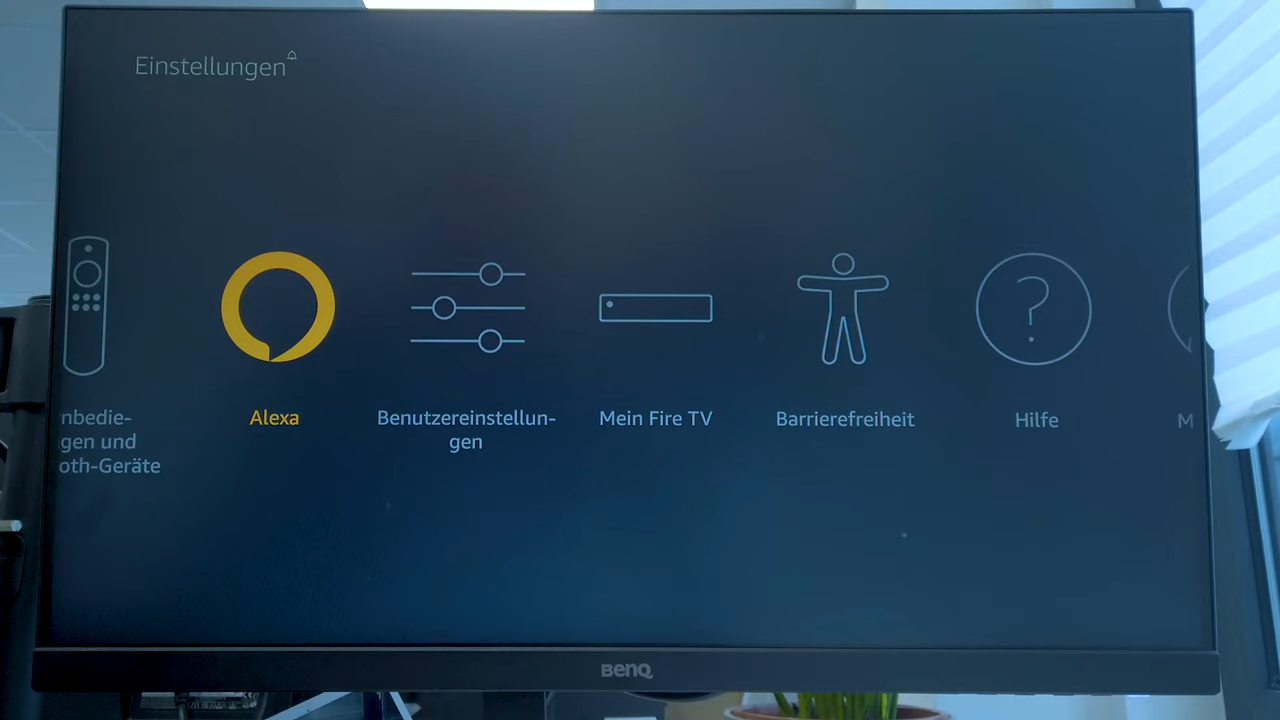 Einstellungen
nbedie-
gen und
oth-Geräte
Alexa
Benutzereinstellun-
gen
Mein Fire TV
Barrierefreiheit
?
Hilfe
M
BenQ